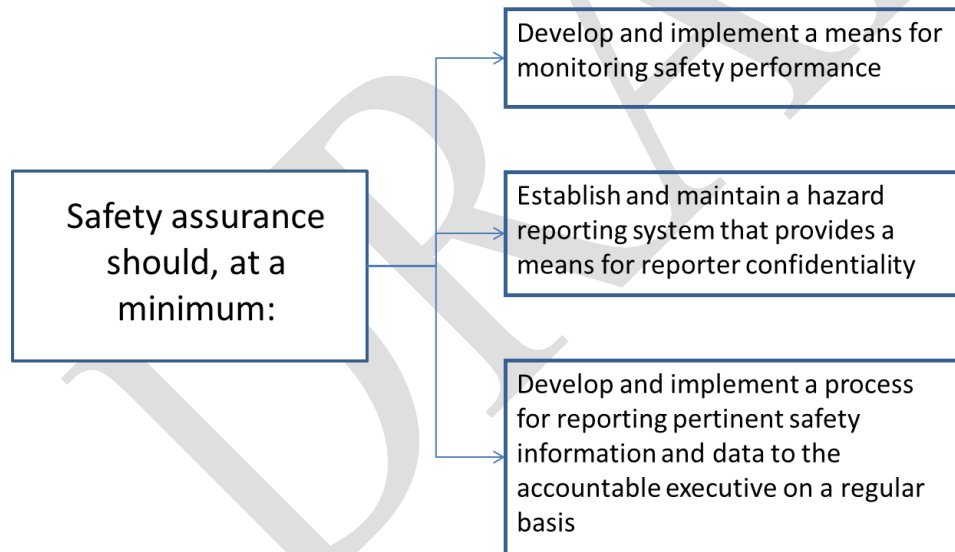 Safety assurance
should, at a
minimum:
Develop and implement a means for
monitoring safety performance
Establish and maintain a hazard
reporting system that provides a
means for reporter confidentiality
Develop and implement a process
for reporting pertinent safety
information and data to the
accountable executive on a regular
basis
DRA